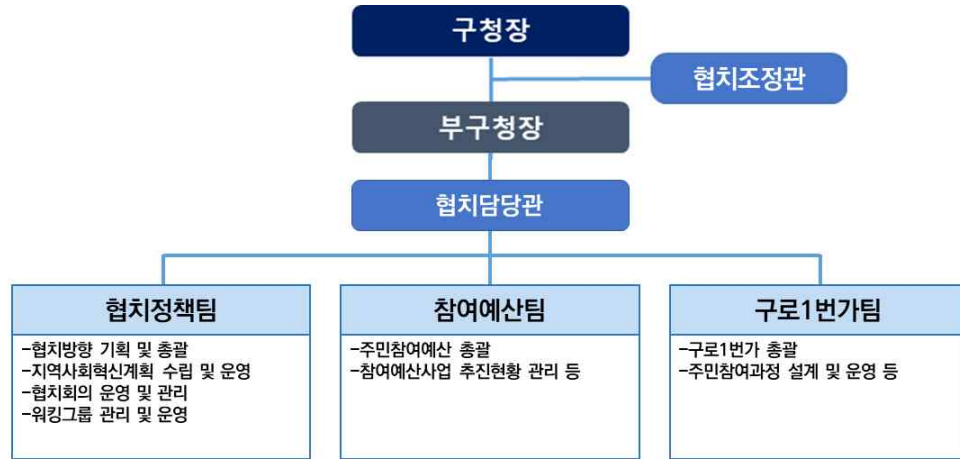 구청장
협치조정관
부구청장
협치담당관
협치정책팀
-협치방향 기획 및 총괄
-지역사회혁신계획 수립 및 운영
-협치회의 운영 및 관리
-워킹그룹 관리 및 운영
참여예산팀
-주민참여예산 총괄
-참여예산사업 추진현황 관리 등
구로1번가팀
-구로1번가 총괄
-주민참여과정 설계 및 운영 등